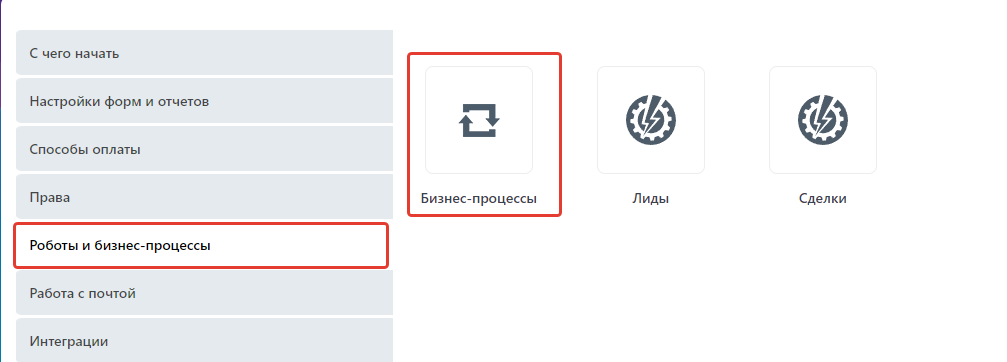 С чего начать
Настройки форм и отчетов
Способы оплаты
Права
Роботы и бизнес-процессы
Работа с почтой
Интеграции
Бизнес-процессы
Лиды
Сделки